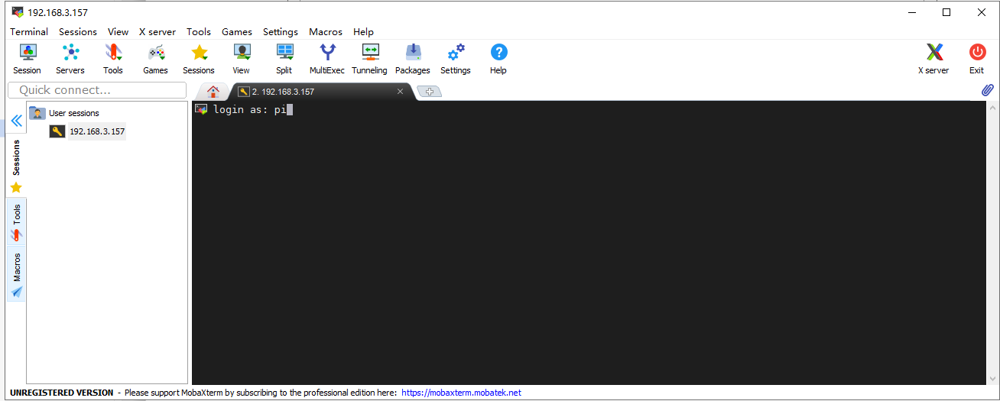 192.168.3.157
Terminal Sessions View X server Tools Games Settings Macros Help
Session Servers Tools Games Sessions View Split MultiExec Tunneling Packages Settings Help X server Exit
Quick connect...
2. 192.168.3.157
User sessions
192.168.3.157
login as: pi
Sessions
Tools
Macros
UNREGISTERED VERSION - Please support MobaXterm by subscribing to the professional edition here: https://mobaxterm.mobatek.net